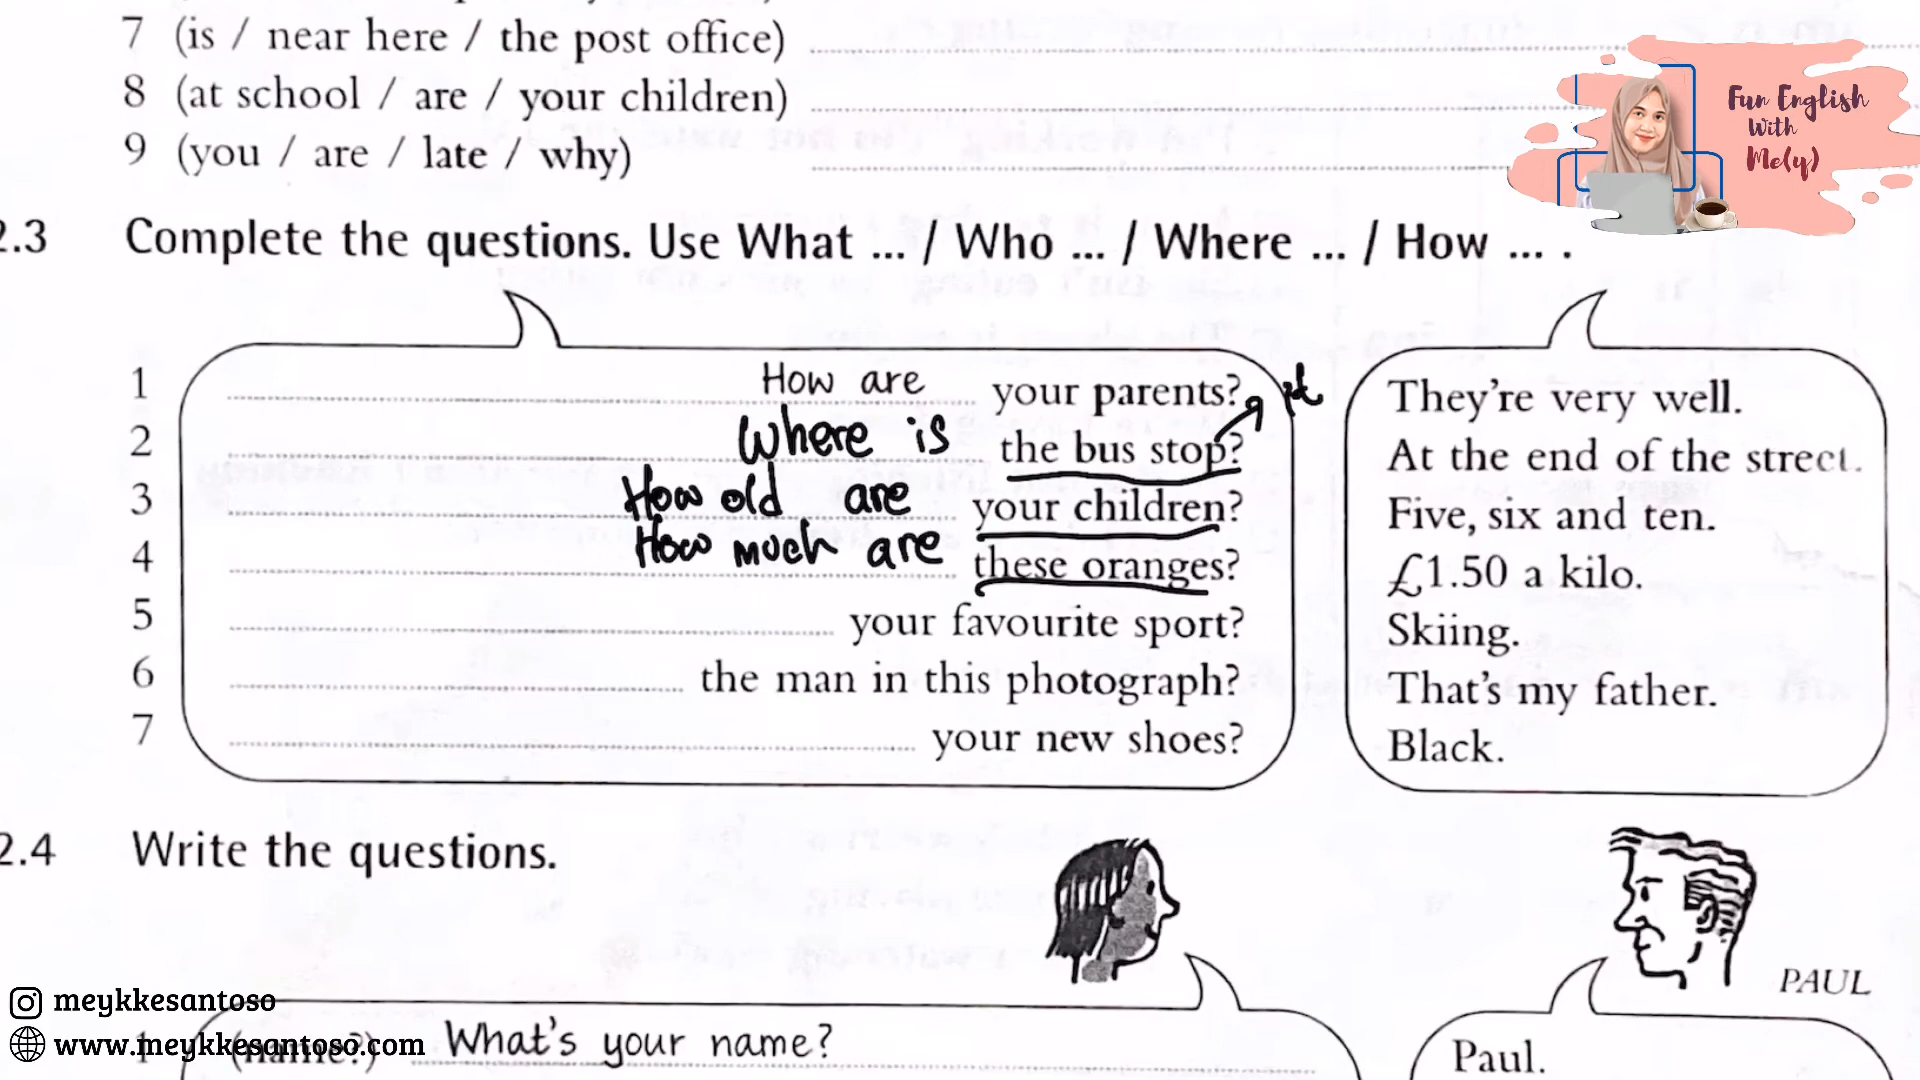 7 (is / near here / the post office)
8 (at school / are / your children)
9 (you / are / late / why)
Fun English
With
Me(y)
2.3 Complete the questions. Use What ... / Who ... / Where ... / How ... .
1 How are your parents? it They're very well.
2 Where is the bus stop? At the end of the street.
3 How old are your children? Five, six and ten.
4 How much are these oranges? £1.50 a kilo.
5 your favourite sport? Skiing.
6 the man in this photograph? That's my father.
7 your new shoes? Black.
2.4 Write the questions.
PAUL
meykkesantoso
www.meykkesantoso.com
1 (name?) What's your name? Paul.